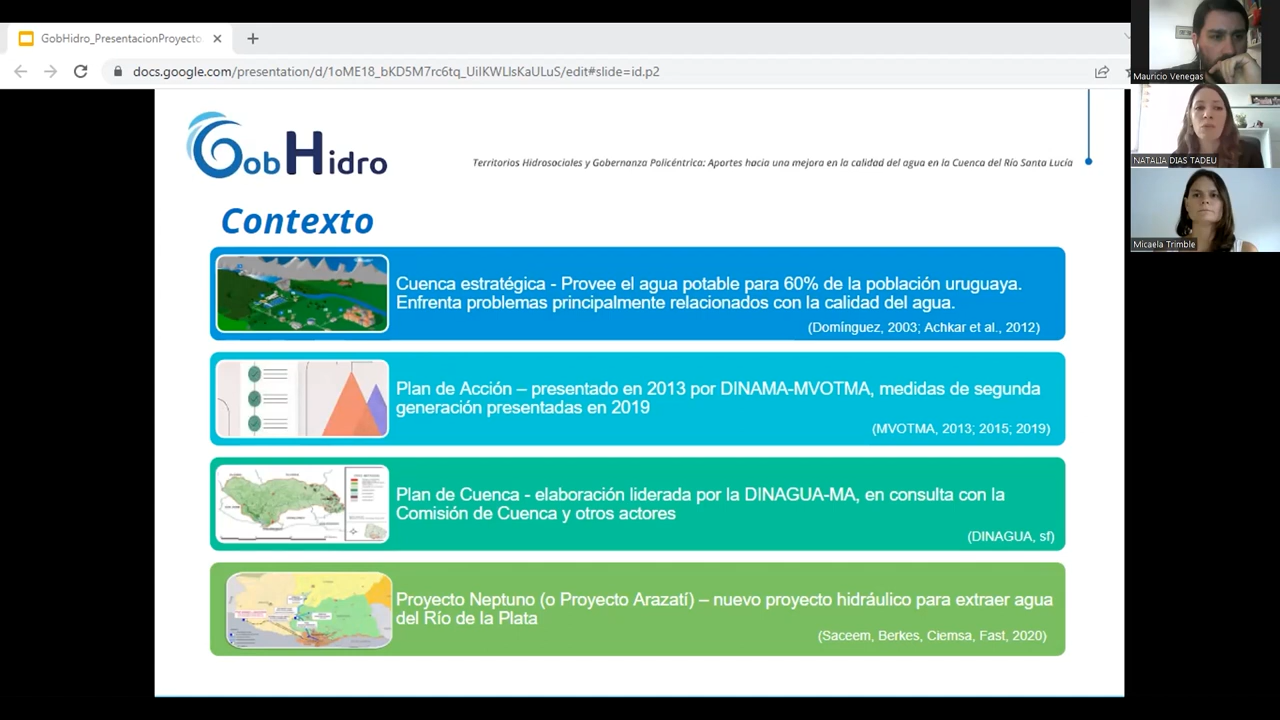 GobHidro_PresentacionProyecto
docs.google.com/presentation/d/1oME18_bKD5M7rc6tq_UiIKWLlsKaULuS/edit#slide=id.p2
Mauricio Venegas
NATALIA DIAS TADEU
Micaela Trimble
GobHidro
Territorios Hidrosociales y Gobernanza Policéntrica: Aportes hacia una mejora en la calidad del agua en la Cuenca del Río Santa Lucía
Contexto
Cuenca estratégica - Provee el agua potable para 60% de la población uruguaya.
Enfrenta problemas principalmente relacionados con la calidad del agua.
(Domínguez, 2003; Achkar et al., 2012)
Plan de Acción – presentado en 2013 por DINAMA-MVOTMA, medidas de segunda
generación presentadas en 2019
(MVOTMA, 2013; 2015; 2019)
Plan de Cuenca - elaboración liderada por la DINAGUA-MA, en consulta con la
Comisión de Cuenca y otros actores
(DINAGUA, sf)
Proyecto Neptuno (o Proyecto Arazatí) – nuevo proyecto hidráulico para extraer agua
del Río de la Plata
(Saceem, Berkes, Ciemsa, Fast, 2020)